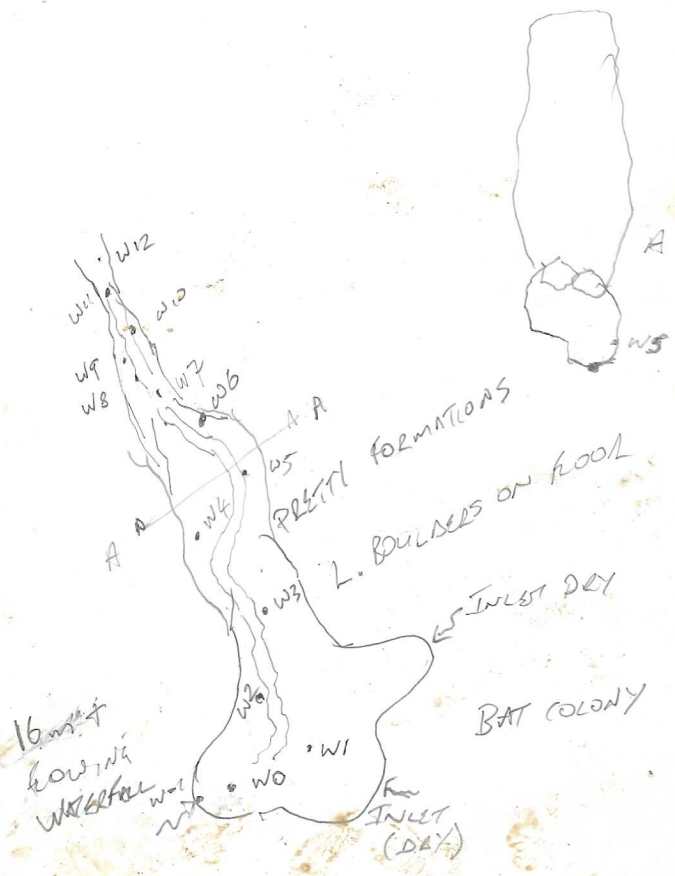 W12
W11
W10
W9
W8
W7
W6
A
W5
A A
W5
PRETTY FORMATIONS
W4
A
L. BOULDERS ON FLOOR
W3
INLET DRY
W2
BAT COLONY
16
FLOWING
WATERFALL
W1
W0
W-1
INLET
(DRY)